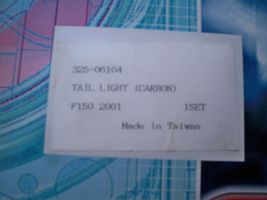 325-06104
TAIL LIGHT (CARBON)
F150 2001 1SET
Made in Taiwan